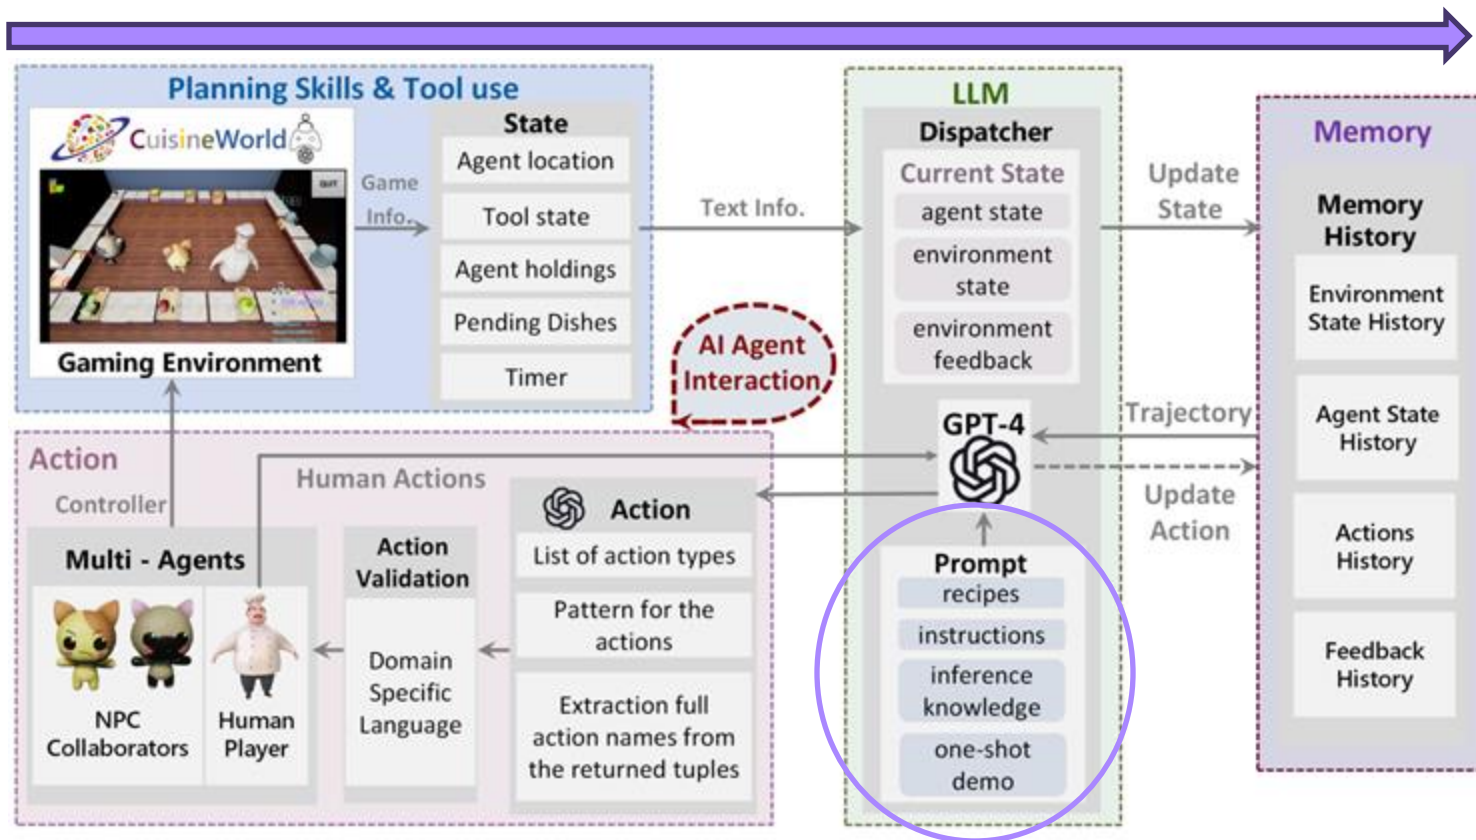 Planning Skills & Tool use
CuisineWorld
QUIT
Gaming Environment
Game
Info.
State
Agent location
Tool state
Agent holdings
Pending Dishes
Timer
Text Info.
AI Agent
Interaction
LLM
Dispatcher
Current State
agent state
environment
state
environment
feedback
GPT-4
Prompt
recipes
instructions
inference
knowledge
one-shot
demo
Update
State
Trajectory
Update
Action
Memory
Memory
History
Environment
State History
Agent State
History
Actions
History
Feedback
History
Action
Controller
Human Actions
Multi - Agents
NPC
Collaborators
Human
Player
Action
Validation
Domain
Specific
Language
Action
List of action types
Pattern for the
actions
Extraction full
action names from
the returned tuples